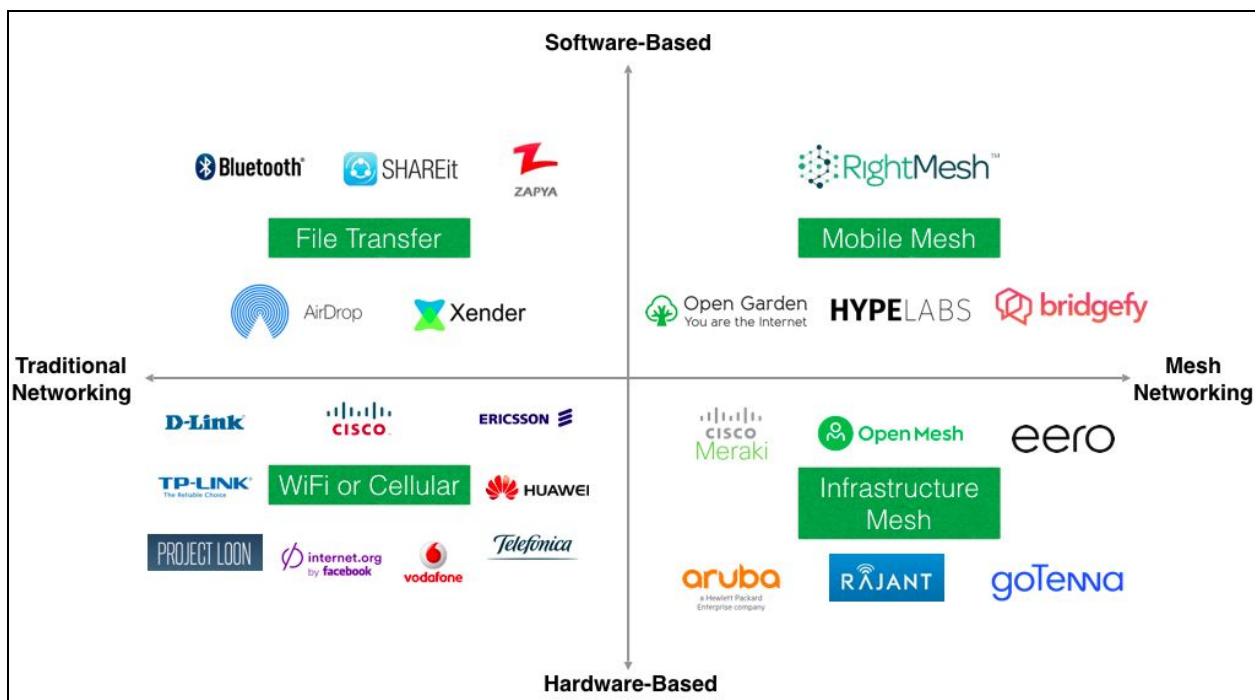 Software-Based
Bluetooth®
SHAREit
ZAPYA
RightMesh™
File Transfer
Mobile Mesh
AirDrop
Xender
Open Garden
You are the Internet
HYPELABS
bridgefy
Traditional
Networking
Mesh
Networking
D-Link®
CISCO™
ERICSSON
CISCO
Meraki
Open Mesh
eero
TP-LINK®
The Reliable Choice
WiFi or Cellular
HUAWEI
Infrastructure
Mesh
PROJECT LOON
internet.org
by facebook
vodafone
Telefónica
aruba
a Hewlett Packard
Enterprise company
RAJANT
goTenna
Hardware-Based